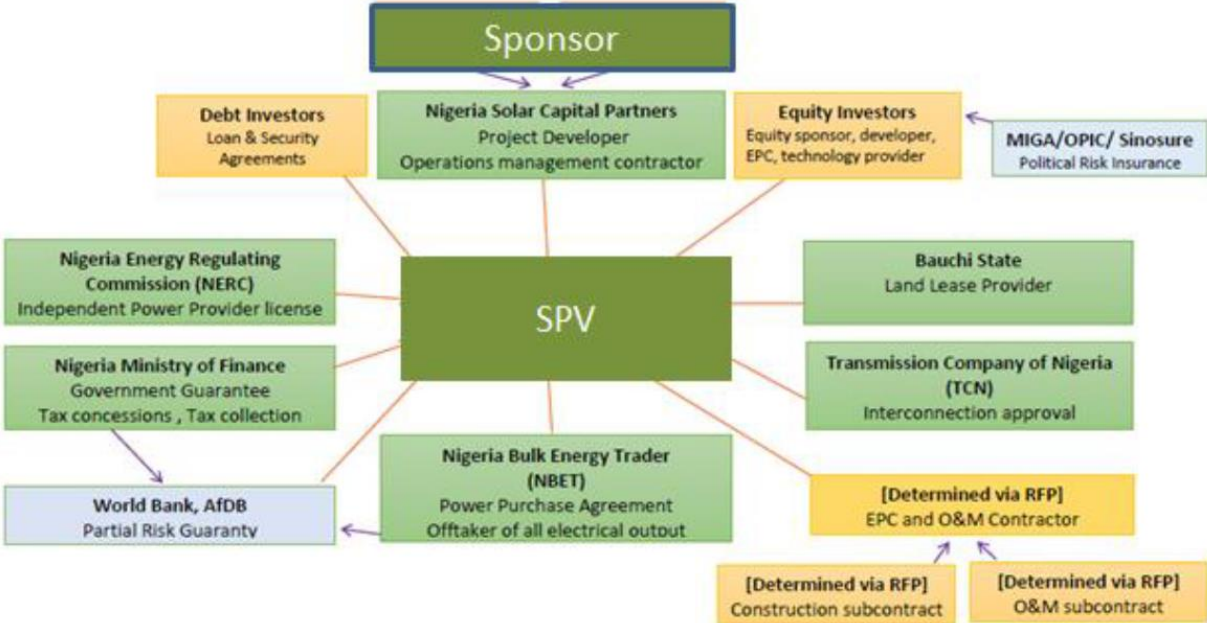 Sponsor
Debt Investors
Loan & Security
Agreements
Nigeria Solar Capital Partners
Project Developer
Operations management contractor
Equity Investors
Equity sponsor, developer,
EPC, technology provider
MIGA/OPIC/ Sinosure
Political Risk Insurance
Nigeria Energy Regulating
Commission (NERC)
Independent Power Provider license
SPV
Bauchi State
Land Lease Provider
Nigeria Ministry of Finance
Government Guarantee
Tax concessions , Tax collection
Transmission Company of Nigeria
(TCN)
Interconnection approval
World Bank, AfDB
Partial Risk Guaranty
Nigeria Bulk Energy Trader
(NBET)
Power Purchase Agreement
Offtaker of all electrical output
[Determined via RFP]
EPC and O&M Contractor
[Determined via RFP]
Construction subcontract
[Determined via RFP]
O&M subcontract